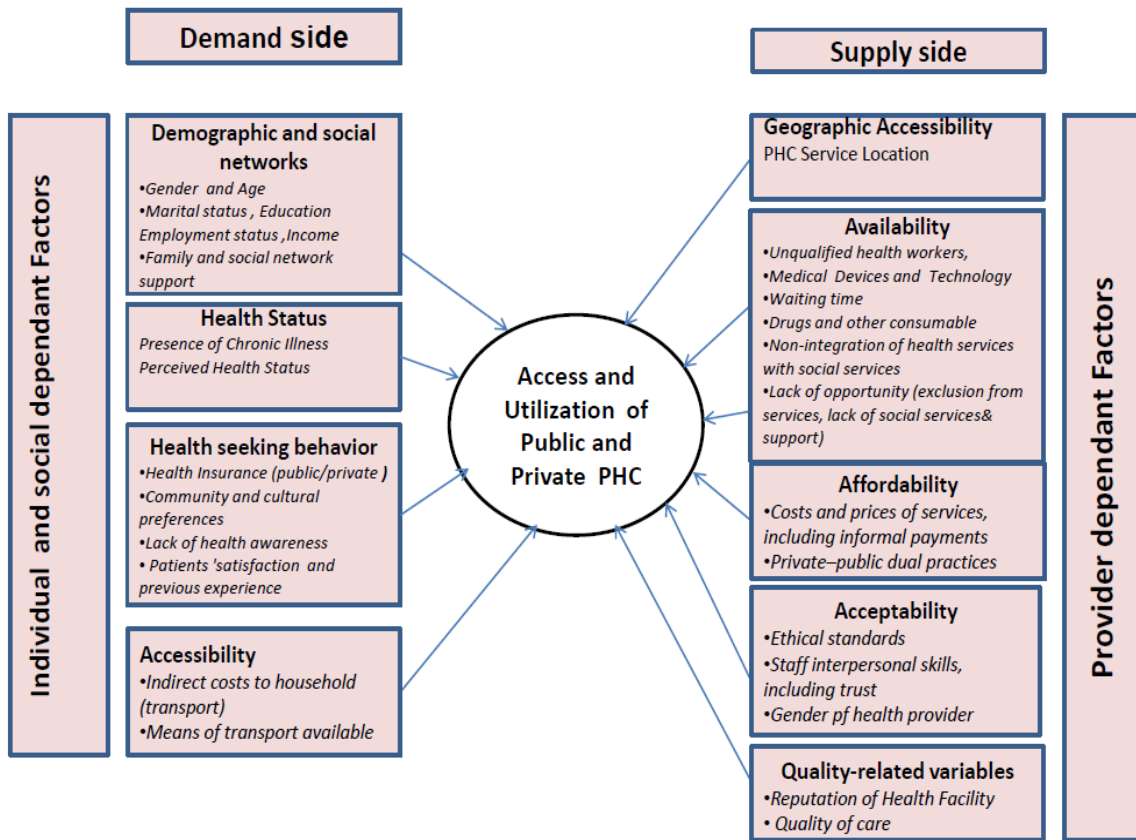 Demand side
Supply side
Individual and social dependant Factors
Demographic and social
networks
•Gender and Age
•Marital status , Education
Employment status ,Income
•Family and social network
support
Health Status
Presence of Chronic Illness
Perceived Health Status
Health seeking behavior
•Health Insurance (public/private )
•Community and cultural
preferences
•Lack of health awareness
• Patients 'satisfaction and
previous experience
Accessibility
•Indirect costs to household
(transport)
•Means of transport available
Access and
Utilization of
Public and
Private PHC
Geographic Accessibility
PHC Service Location
Availability
•Unqualified health workers,
•Medical Devices and Technology
•Waiting time
•Drugs and other consumable
•Non-integration of health services
with social services
•Lack of opportunity (exclusion from
services, lack of social services&
support)
Affordability
•Costs and prices of services,
including informal payments
•Private–public dual practices
Acceptability
•Ethical standards
•Staff interpersonal skills,
including trust
•Gender pf health provider
Quality-related variables
•Reputation of Health Facility
• Quality of care
Provider dependant Factors